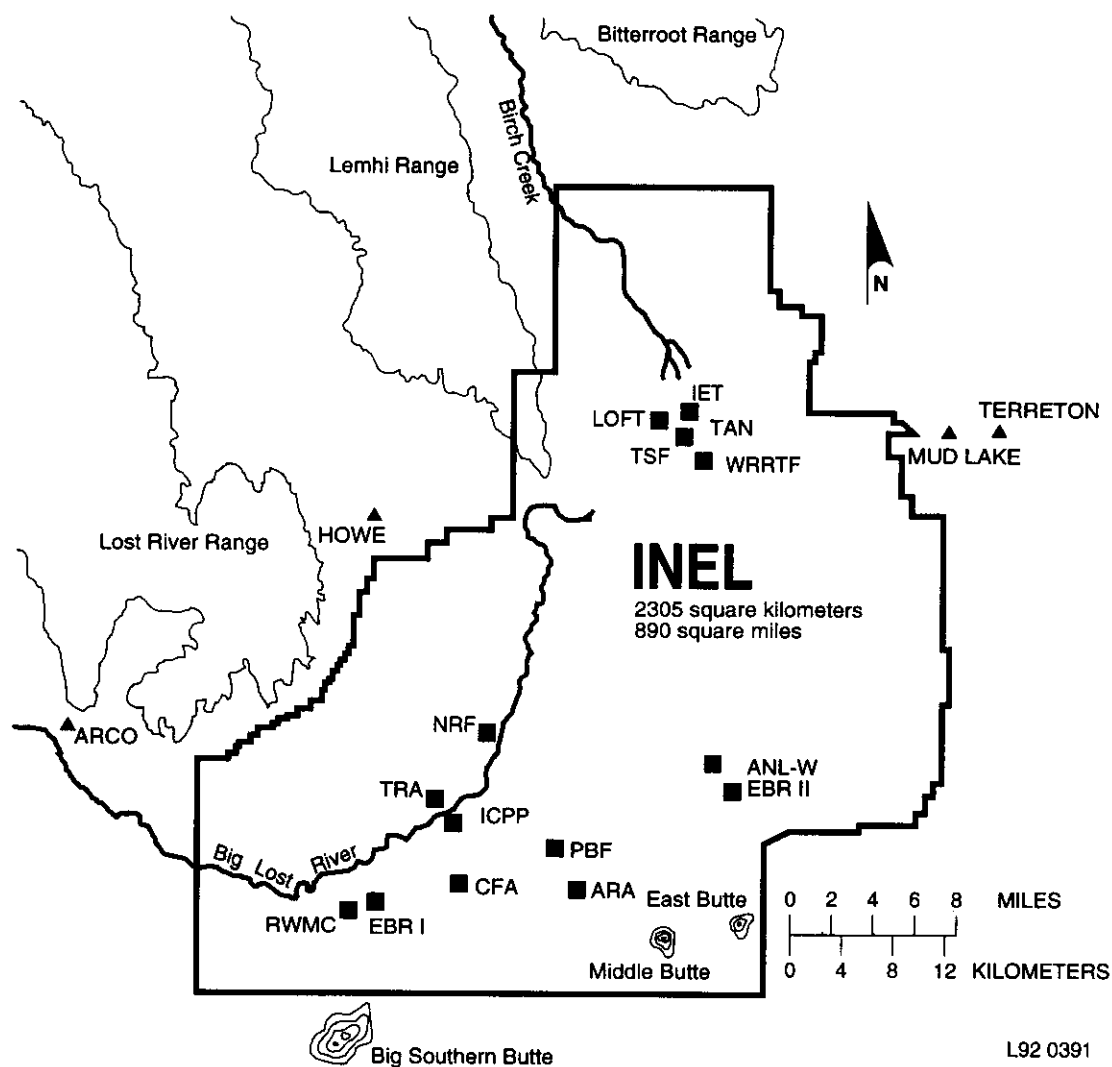 Bitterroot Range
Birch Creek
Lemhi Range
N
IET
LOFT
TAN
TERRETON
TSF
WRRTF
MUD LAKE
HOWE
Lost River Range
INEL
2305 square kilometers
890 square miles
ARCO
NRF
ANL-W
TRA
EBR II
ICPP
PBF
Big Lost River
CFA
ARA
East Butte
0 2 4 6 8 MILES
RWMC
EBR I
Middle Butte
0 4 8 12 KILOMETERS
Big Southern Butte
L92 0391